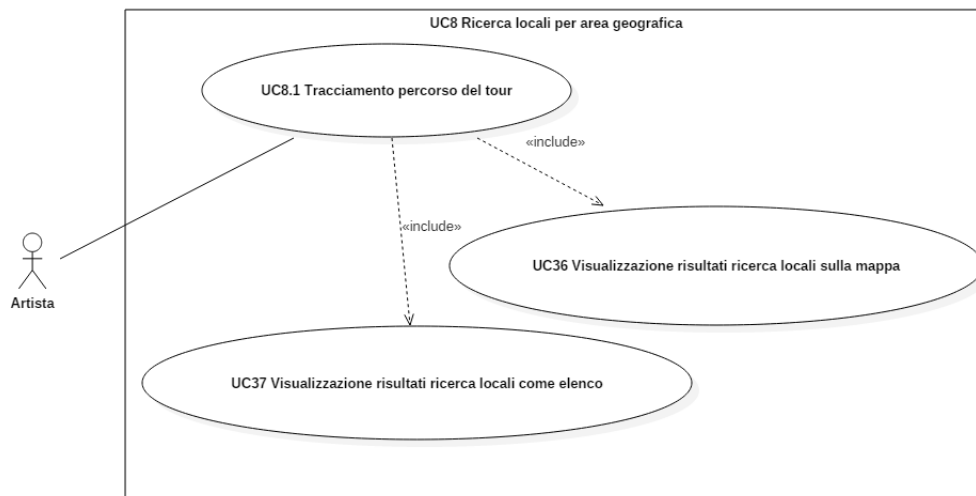 UC8 Ricerca locali per area geografica
UC8.1 Tracciamento percorso del tour
«include»
«include»
UC36 Visualizzazione risultati ricerca locali sulla mappa
Artista
UC37 Visualizzazione risultati ricerca locali come elenco